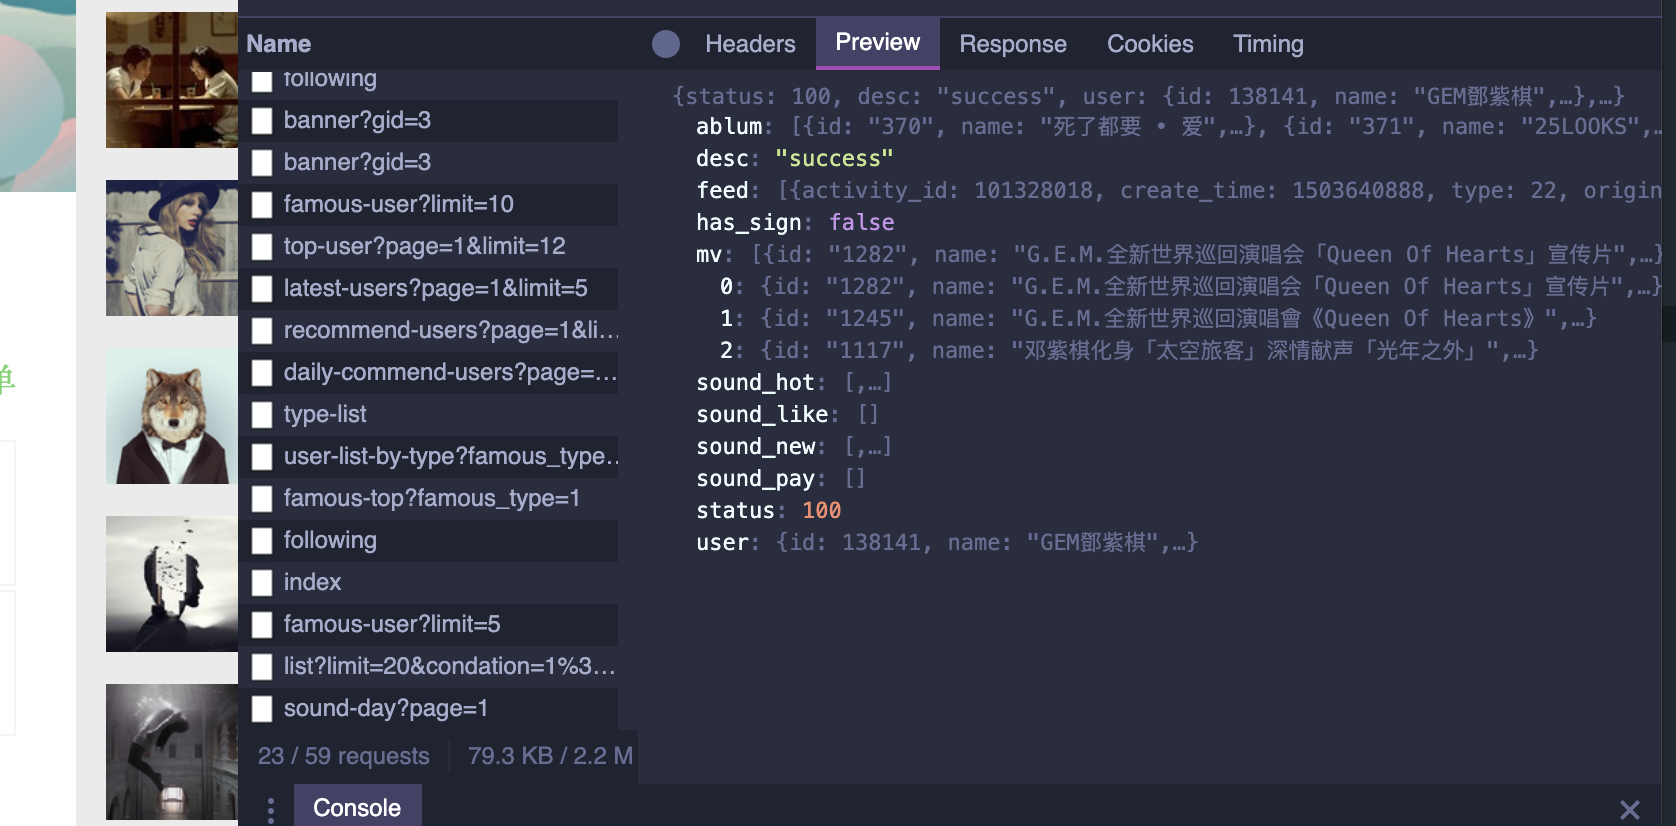 Name
Headers
Preview
Response
Cookies
Timing
following
banner?gid=3
banner?gid=3
famous-user?limit=10
top-user?page=1&limit=12
latest-users?page=1&limit=5
recommend-users?page=1&li...
daily-commend-users?page=...
type-list
user-list-by-type?famous_type...
famous-top?famous_type=1
following
index
famous-user?limit=5
list?limit=20&condation=1%3...
sound-day?page=1
23 / 59 requests
79.3 KB / 2.2 M
{status: 100, desc: "success", user: {id: 138141, name: "GEM鄧紫棋",…},…}
ablum: [{id: "370", name: "死了都要 • 爱",…}, {id: "371", name: "25LOOKS",…
desc: "success"
feed: [{activity_id: 101328018, create_time: 1503640888, type: 22, origin
has_sign: false
mv: [{id: "1282", name: "G.E.M.全新世界巡回演唱会「Queen Of Hearts」宣传片",…}
0: {id: "1282", name: "G.E.M.全新世界巡回演唱会「Queen Of Hearts」宣传片",…}
1: {id: "1245", name: "G.E.M.全新世界巡回演唱會《Queen Of Hearts》",…}
2: {id: "1117", name: "邓紫棋化身「太空旅客」深情献声「光年之外」",…}
sound_hot: [,…]
sound_like: []
sound_new: [,…]
sound_pay: []
status: 100
user: {id: 138141, name: "GEM鄧紫棋",…}
单
Console